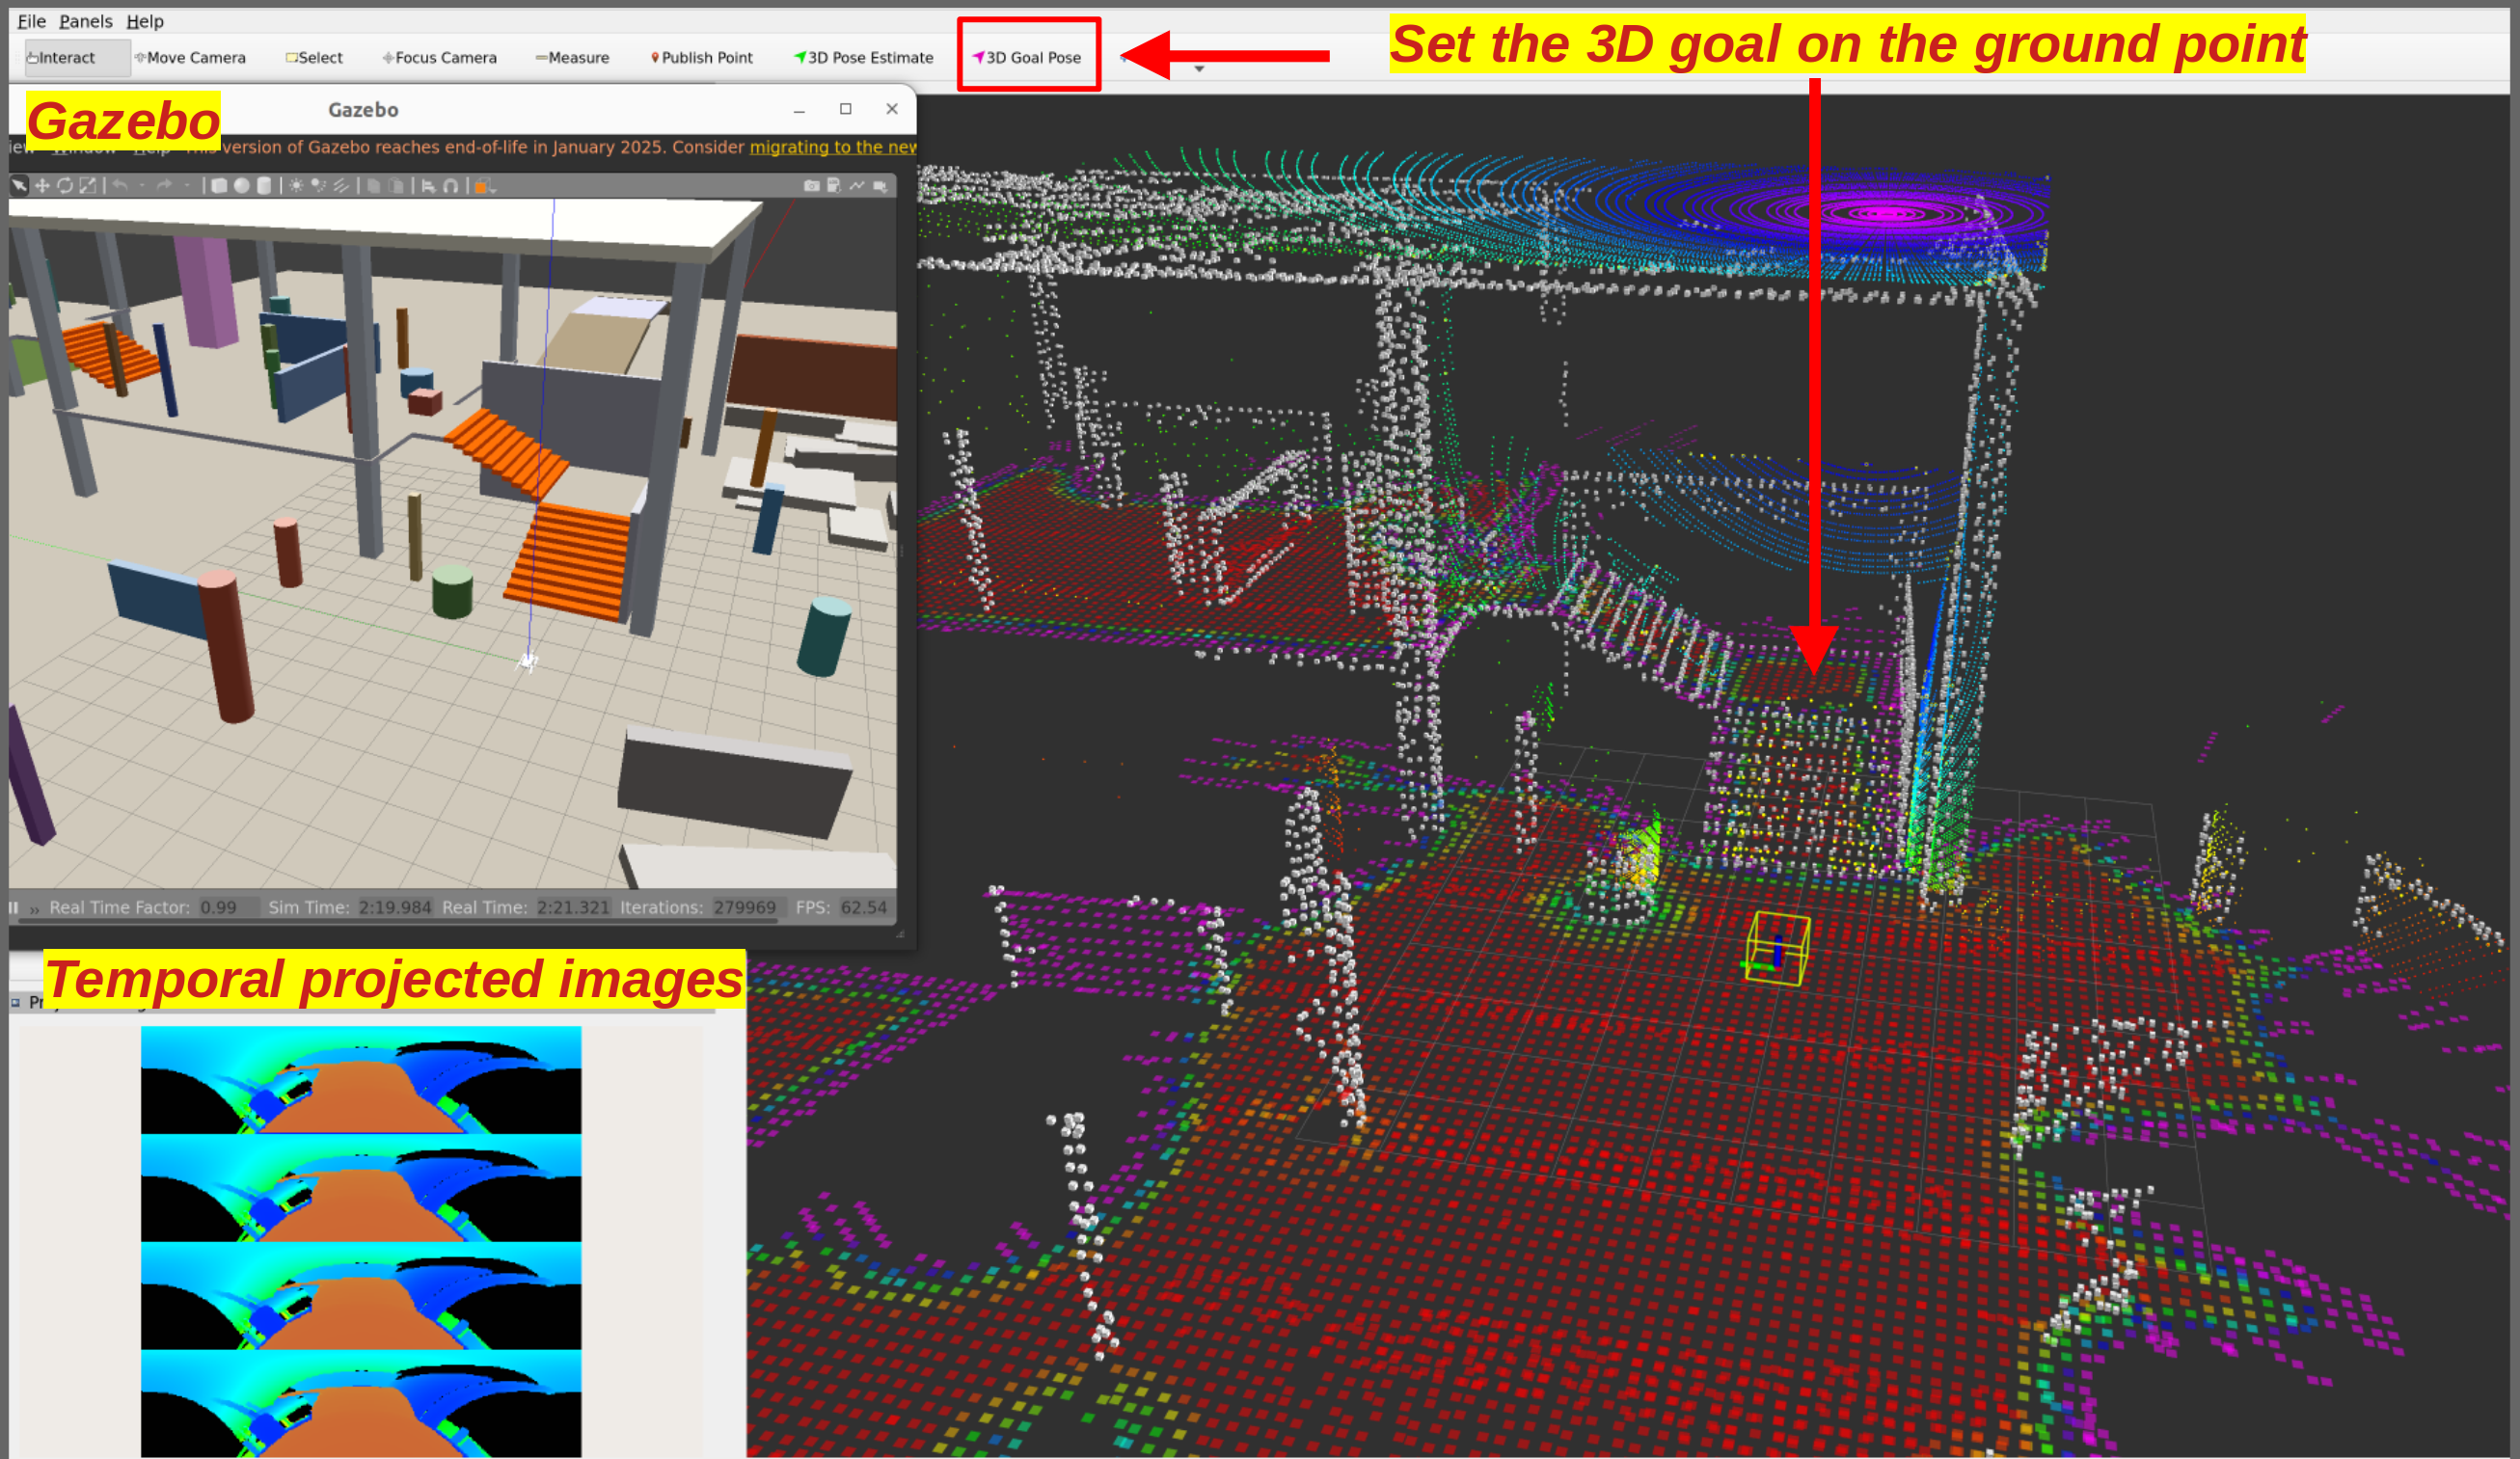 File Panels Help
Interact Move Camera Select Focus Camera Measure Publish Point 3D Pose Estimate 3D Goal Pose
Set the 3D goal on the ground point
Gazebo
Gazebo
version of Gazebo reaches end-of-life in January 2025. Consider migrating to the new
Real Time Factor: 0.99 Sim Time: 2:19.984 Real Time: 2:21.321 Iterations: 279969 FPS: 62.54
Temporal projected images